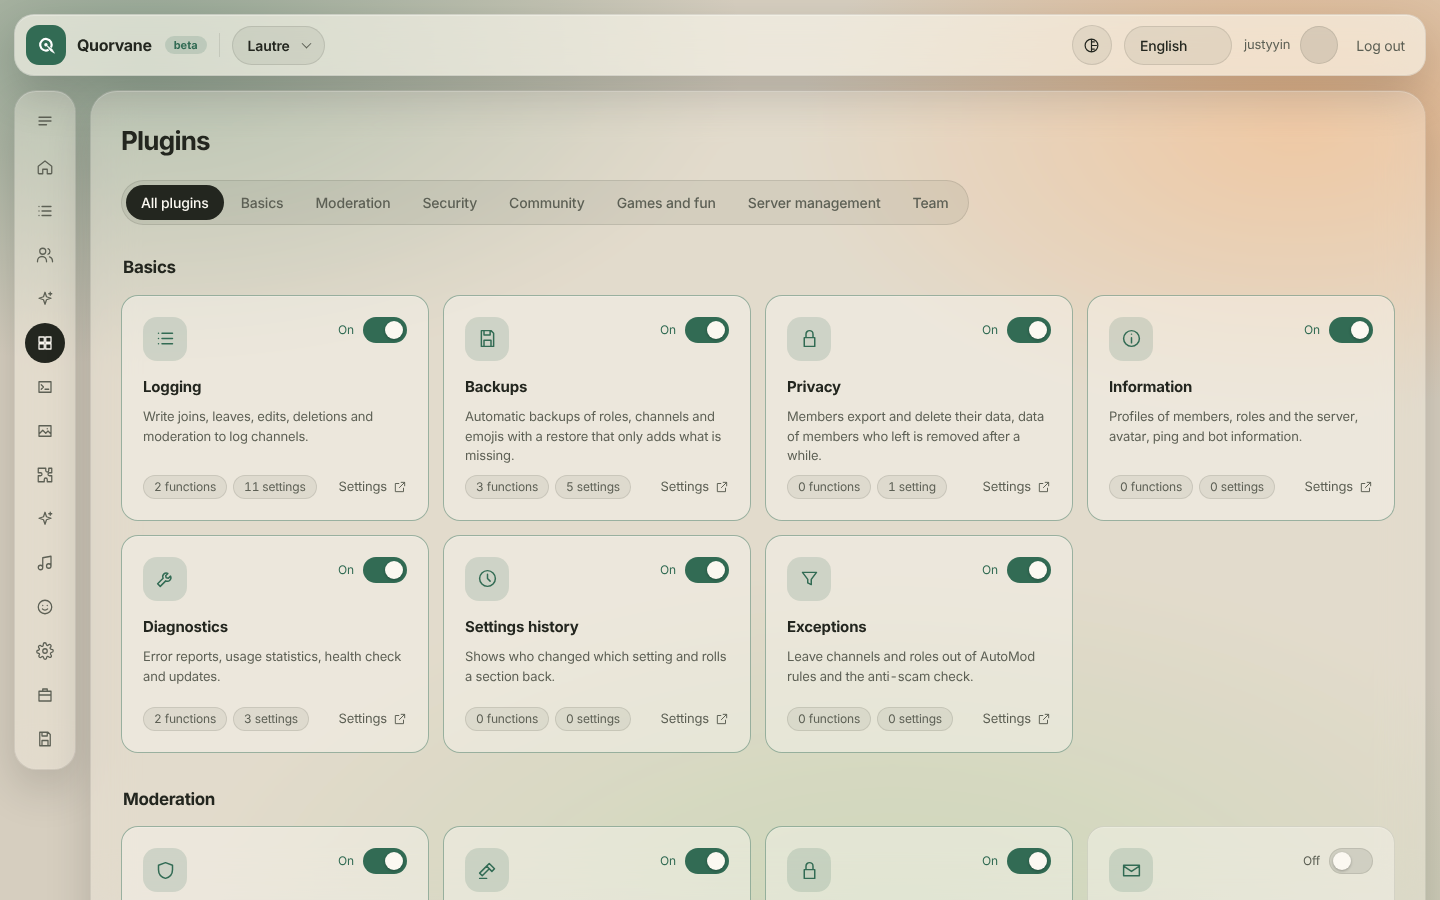 Quorvane beta Lautre English justyyin Log out
Plugins
All plugins Basics Moderation Security Community Games and fun Server management Team
Basics
On
Logging
Write joins, leaves, edits, deletions and
moderation to log channels.
2 functions 11 settings Settings
On
Backups
Automatic backups of roles, channels and
emojis with a restore that only adds what is
missing.
3 functions 5 settings Settings
On
Privacy
Members export and delete their data, data
of members who left is removed after a
while.
0 functions 1 setting Settings
On
Information
Profiles of members, roles and the server,
avatar, ping and bot information.
0 functions 0 settings Settings
On
Diagnostics
Error reports, usage statistics, health check
and updates.
2 functions 3 settings Settings
On
Settings history
Shows who changed which setting and rolls
a section back.
0 functions 0 settings Settings
On
Exceptions
Leave channels and roles out of AutoMod
rules and the anti-scam check.
0 functions 0 settings Settings
Moderation
On
On
On
Off